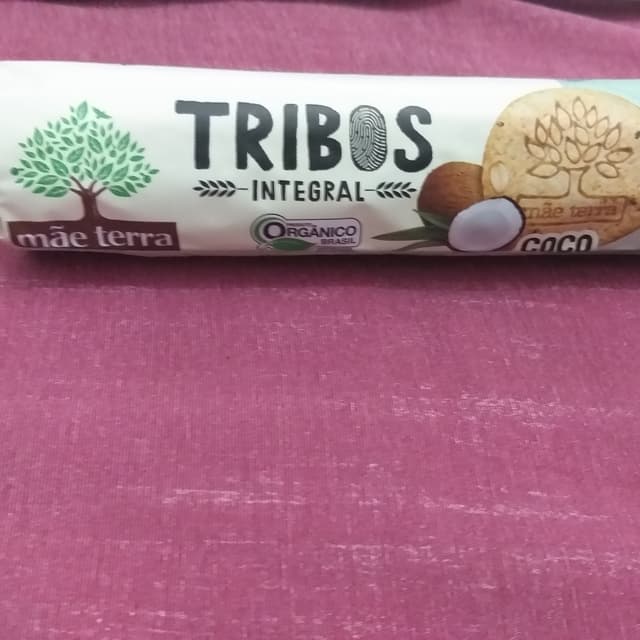 TRIBOS
INTEGRAL
mãe terra
ORGÂNICO
BRASIL
mãe terra
COCO